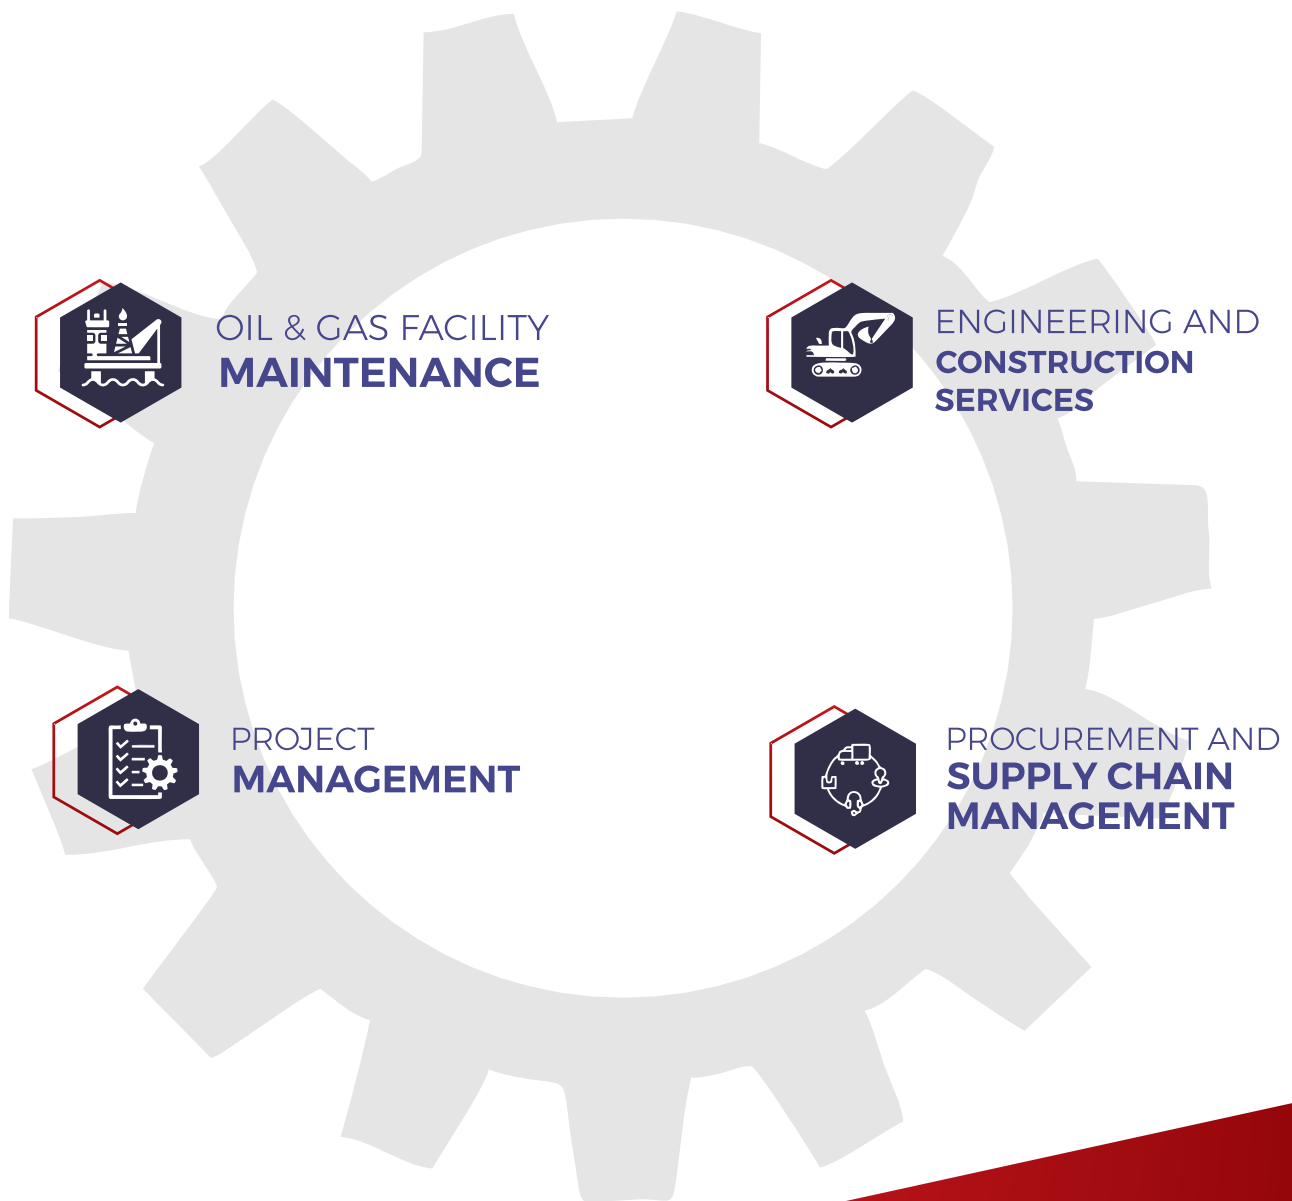 OIL & GAS FACILITY
MAINTENANCE
ENGINEERING AND
CONSTRUCTION
SERVICES
PROJECT
MANAGEMENT
PROCUREMENT AND
SUPPLY CHAIN
MANAGEMENT